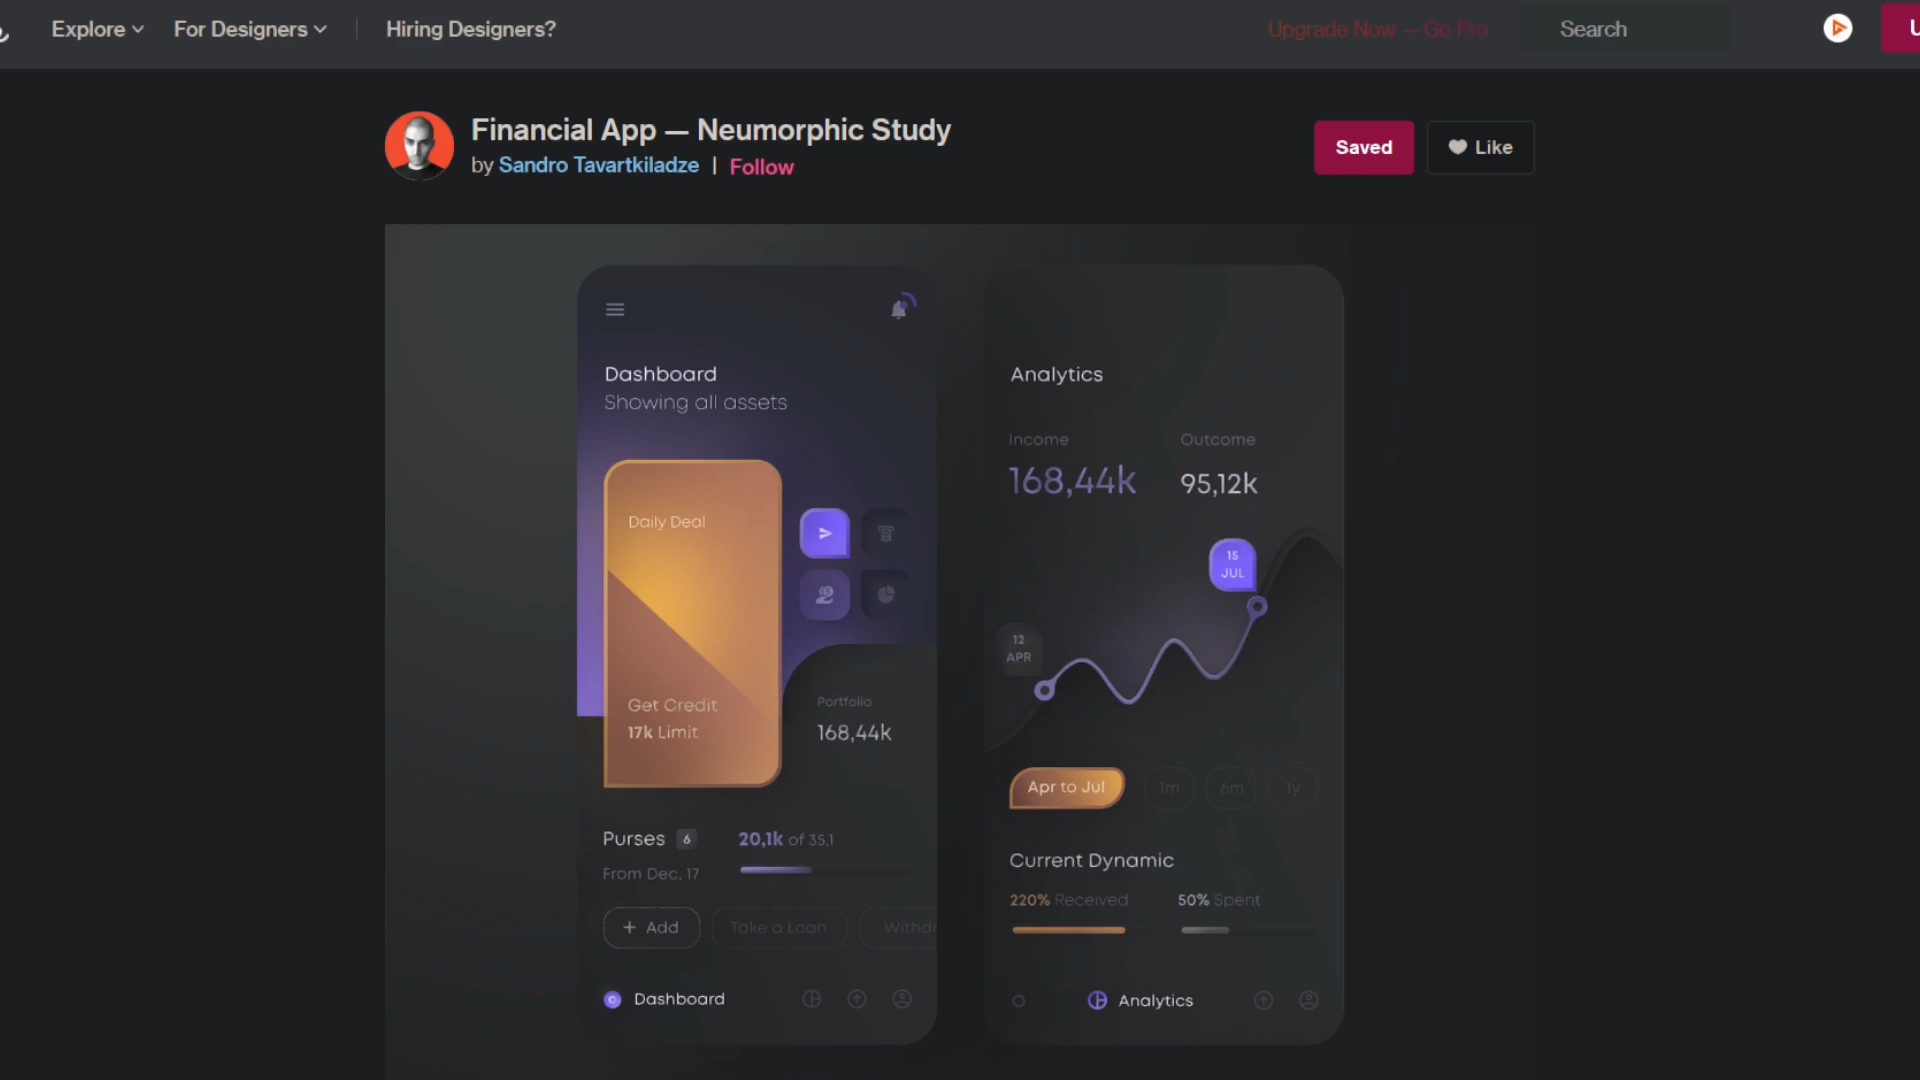 Explore
For Designers
Hiring Designers?
Upgrade Now — Go Pro
Search
Financial App — Neumorphic Study
by Sandro Tavartkiladze | Follow
Saved
Like
Dashboard
Showing all assets
Daily Deal
Get Credit
17k Limit
Portfolio
168,44k
Purses 6
20,1k of 35,1
From Dec, 17
+ Add
Take a Loan
Withdr
Dashboard
Analytics
Income
Outcome
168,44k
95,12k
15
JUL
12
APR
Apr to Jul
1m
6m
1y
Current Dynamic
220% Received
50% Spent
Analytics